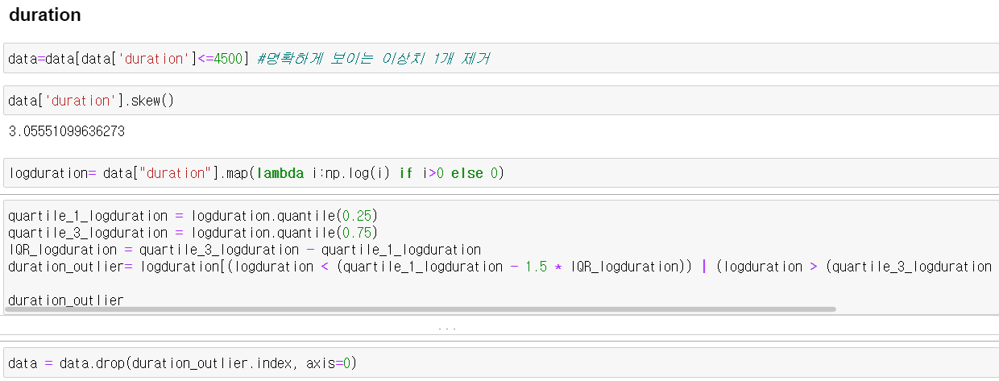 duration
data=data[data['duration']<=4500] #명확하게 보이는 이상치 1개 제거
data['duration'].skew()
3.05551099636273
logduration= data["duration"].map(lambda i:np.log(i) if i>0 else 0)
quartile_1_logduration = logduration.quantile(0.25)
quartile_3_logduration = logduration.quantile(0.75)
IQR_logduration = quartile_3_logduration - quartile_1_logduration
duration_outlier= logduration[(logduration < (quartile_1_logduration - 1.5 * IQR_logduration)) | (logduration > (quartile_3_logduration
duration_outlier
...
data = data.drop(duration_outlier.index, axis=0)